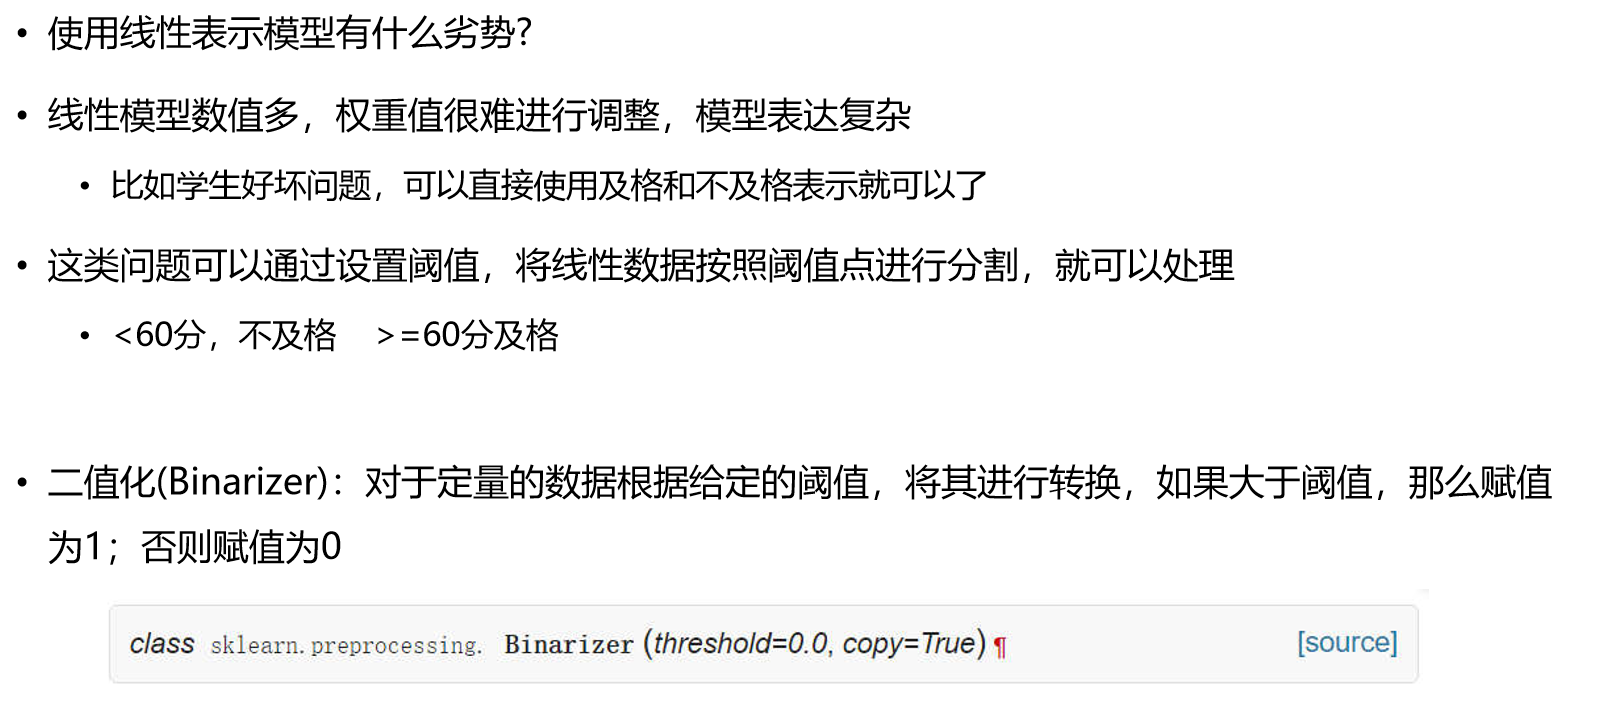 • 使用线性表示模型有什么劣势?
• 线性模型数值多，权重值很难进行调整，模型表达复杂
• 比如学生好坏问题，可以直接使用及格和不及格表示就可以了
• 这类问题可以通过设置阈值，将线性数据按照阈值点进行分割，就可以处理
• <60分，不及格 >=60分及格
• 二值化(Binarizer)：对于定量的数据根据给定的阈值，将其进行转换，如果大于阈值，那么赋值
为1；否则赋值为0
class sklearn.preprocessing. Binarizer (threshold=0.0, copy=True) ¶ [source]